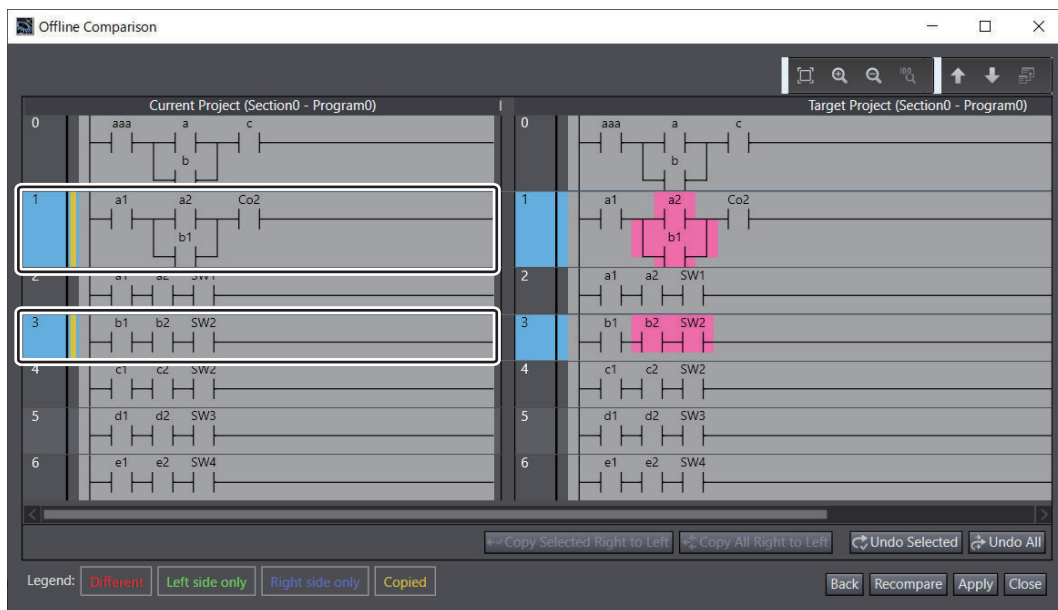 Offline Comparison
Current Project (Section0 - Program0)
Target Project (Section0 - Program0)
0 aaa a c
b
0 aaa a c
b
1 a1 a2 Co2
b1
1 a1 a2 Co2
b1
2 a1 a2 SW1
2 a1 a2 SW1
3 b1 b2 SW2
3 b1 b2 SW2
4 c1 c2 SW2
4 c1 c2 SW2
5 d1 d2 SW3
5 d1 d2 SW3
6 e1 e2 SW4
6 e1 e2 SW4
Copy Selected Right to Left Copy All Right to Left Undo Selected Undo All
Legend: Different Left side only Right side only Copied Back Recompare Apply Close